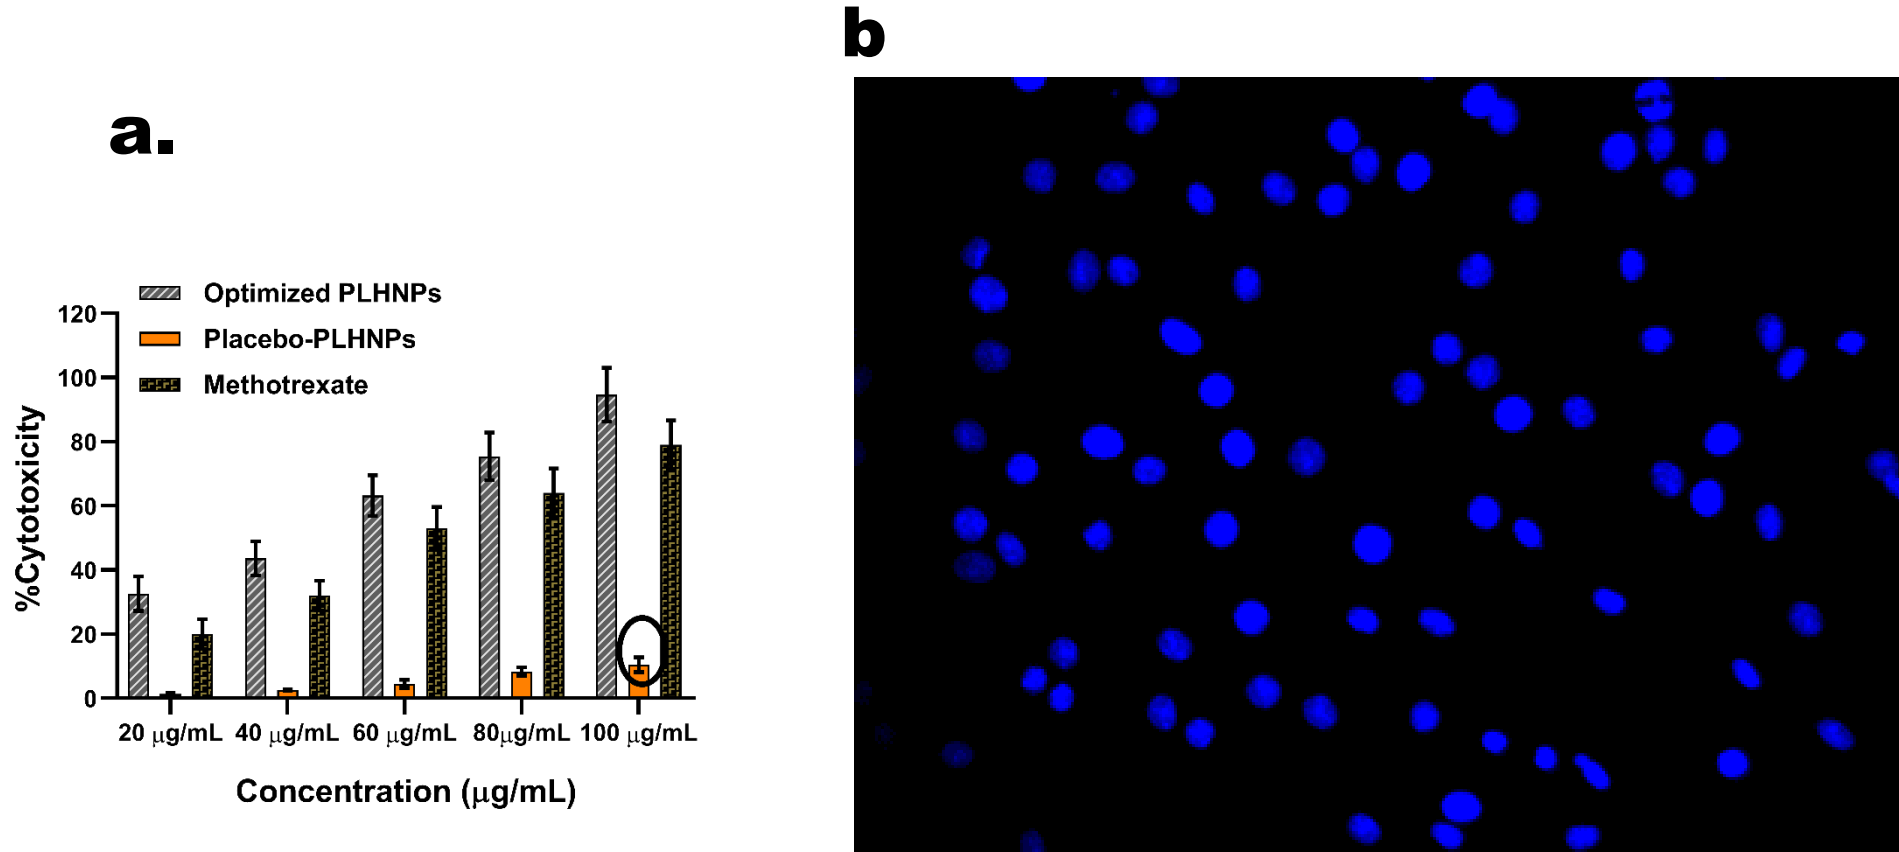 b
a.
Optimized PLHNPs
Placebo-PLHNPs
Methotrexate
120
100
80
60
40
20
0
%Cytotoxicity
20 μg/mL 40 μg/mL 60 μg/mL 80μg/mL 100 μg/mL
Concentration (μg/mL)